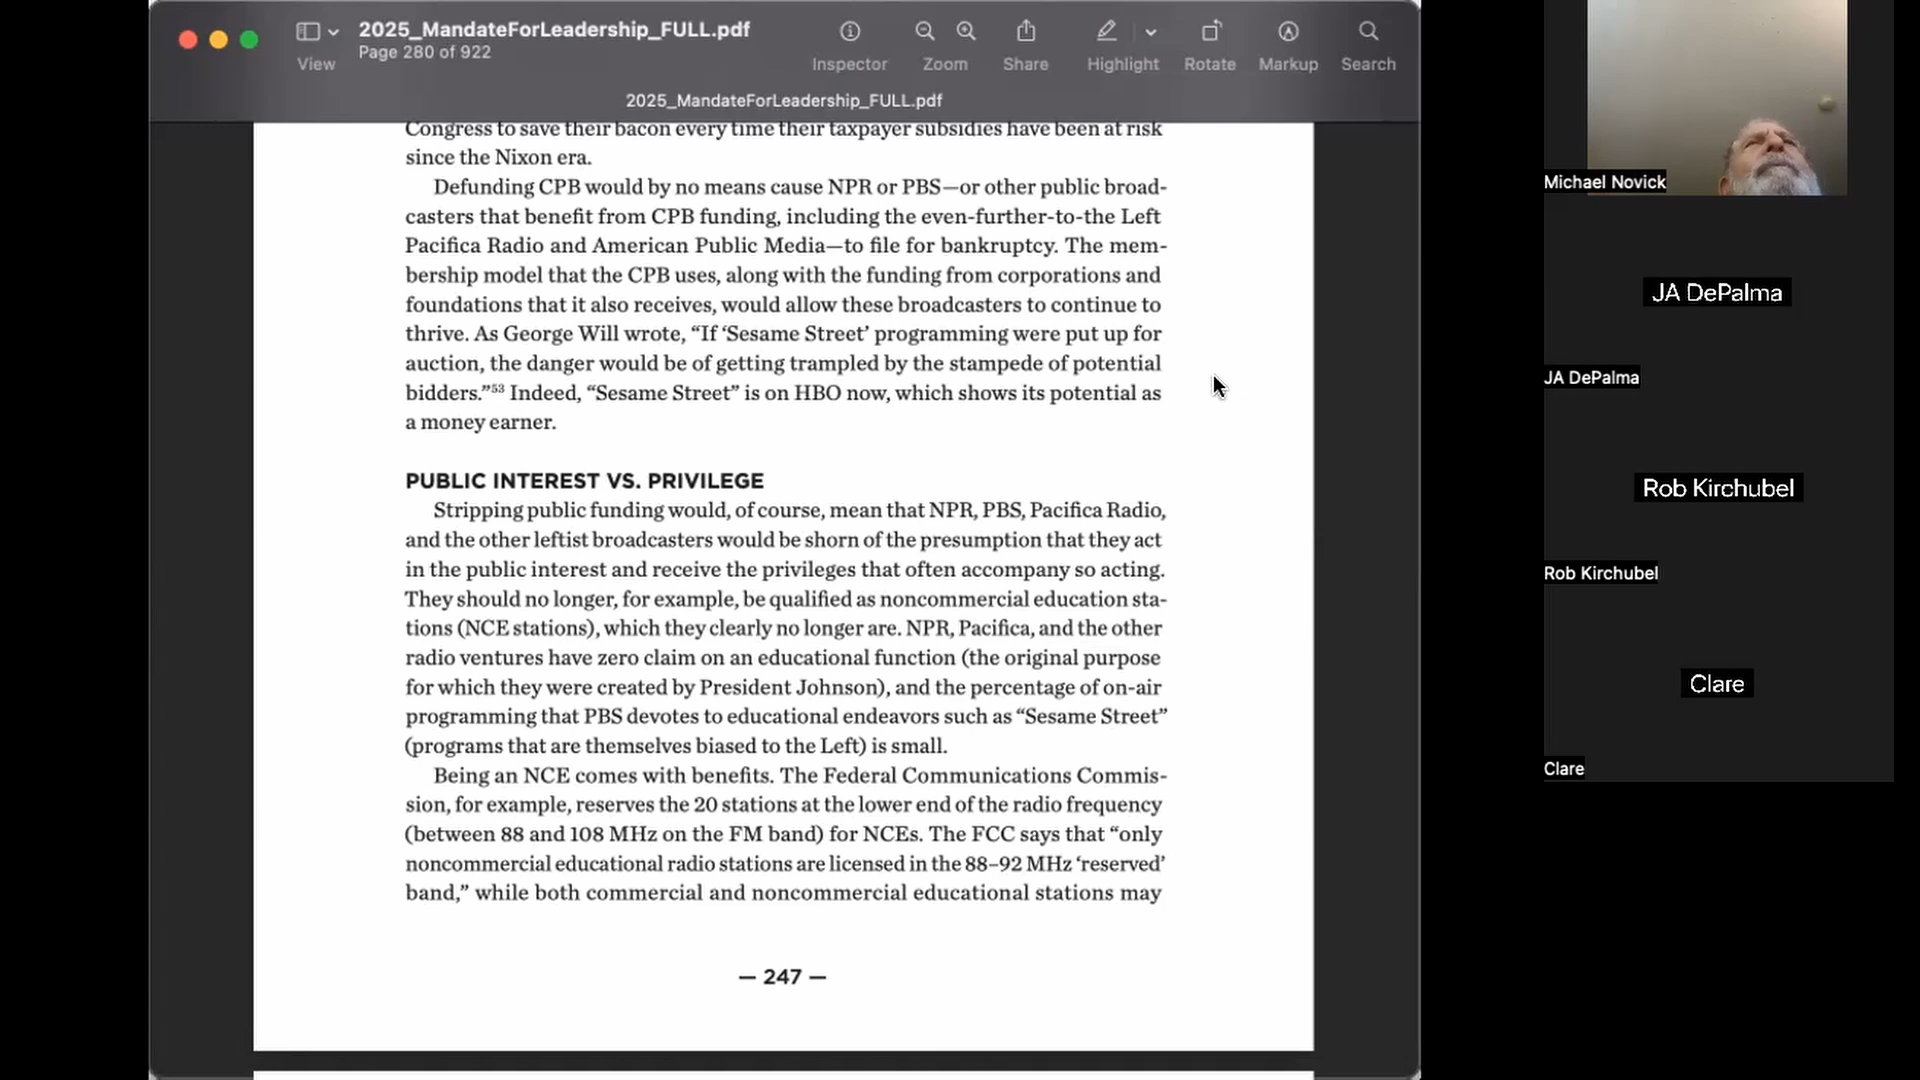 2025_MandateForLeadership_FULL.pdf
Page 280 of 922
View
Inspector
Zoom
Share
Highlight
Rotate
Markup
Search
2025_MandateForLeadership_FULL.pdf
Congress to save their bacon every time their taxpayer subsidies have been at risk
since the Nixon era.
Defunding CPB would by no means cause NPR or PBS—or other public broad-
casters that benefit from CPB funding, including the even-further-to-the Left
Pacifica Radio and American Public Media—to file for bankruptcy. The mem-
bership model that the CPB uses, along with the funding from corporations and
foundations that it also receives, would allow these broadcasters to continue to
thrive. As George Will wrote, “If ‘Sesame Street’ programming were put up for
auction, the danger would be of getting trampled by the stampede of potential
bidders.”⁵³ Indeed, “Sesame Street” is on HBO now, which shows its potential as
a money earner.
PUBLIC INTEREST VS. PRIVILEGE
Stripping public funding would, of course, mean that NPR, PBS, Pacifica Radio,
and the other leftist broadcasters would be shorn of the presumption that they act
in the public interest and receive the privileges that often accompany so acting.
They should no longer, for example, be qualified as noncommercial education sta-
tions (NCE stations), which they clearly no longer are. NPR, Pacifica, and the other
radio ventures have zero claim on an educational function (the original purpose
for which they were created by President Johnson), and the percentage of on-air
programming that PBS devotes to educational endeavors such as “Sesame Street”
(programs that are themselves biased to the Left) is small.
Being an NCE comes with benefits. The Federal Communications Commis-
sion, for example, reserves the 20 stations at the lower end of the radio frequency
(between 88 and 108 MHz on the FM band) for NCEs. The FCC says that “only
noncommercial educational radio stations are licensed in the 88–92 MHz ‘reserved’
band,” while both commercial and noncommercial educational stations may
— 247 —
Michael Novick
JA DePalma
JA DePalma
Rob Kirchubel
Rob Kirchubel
Clare
Clare